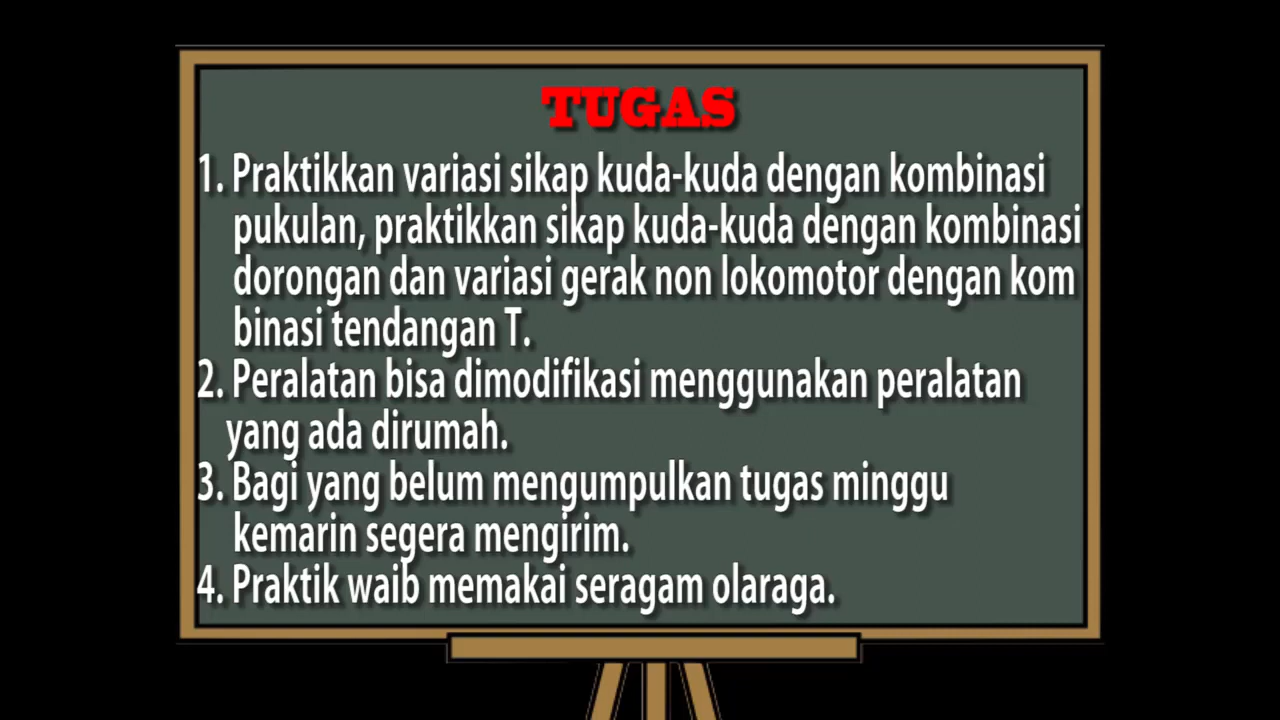 TUGAS
1. Praktikkan variasi sikap kuda-kuda dengan kombinasi
pukulan, praktikkan sikap kuda-kuda dengan kombinasi
dorongan dan variasi gerak non lokomotor dengan kom
binasi tendangan T.
2. Peralatan bisa dimodifikasi menggunakan peralatan
yang ada dirumah.
3. Bagi yang belum mengumpulkan tugas minggu
kemarin segera mengirim.
4. Praktik waib memakai seragam olaraga.